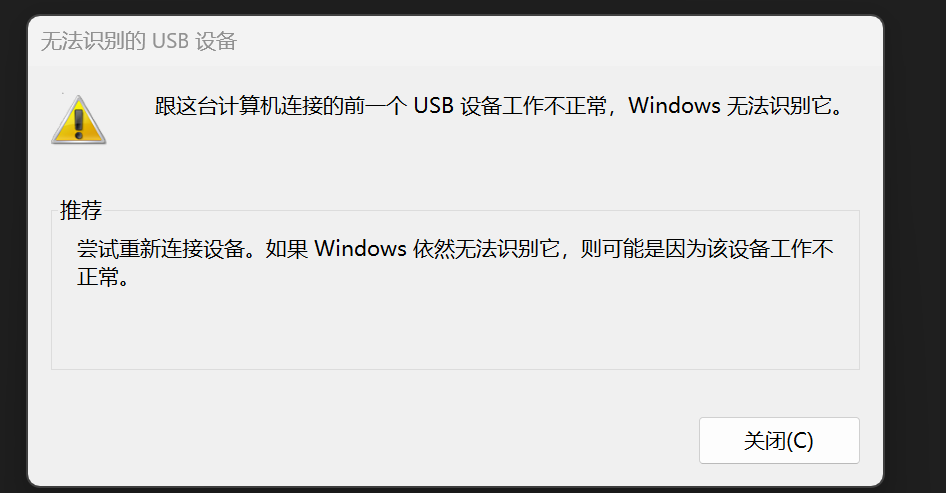 无法识别的 USB 设备
跟这台计算机连接的前一个 USB 设备工作不正常，Windows 无法识别它。
推荐
尝试重新连接设备。如果 Windows 依然无法识别它，则可能是因为该设备工作不
正常。
关闭(C)